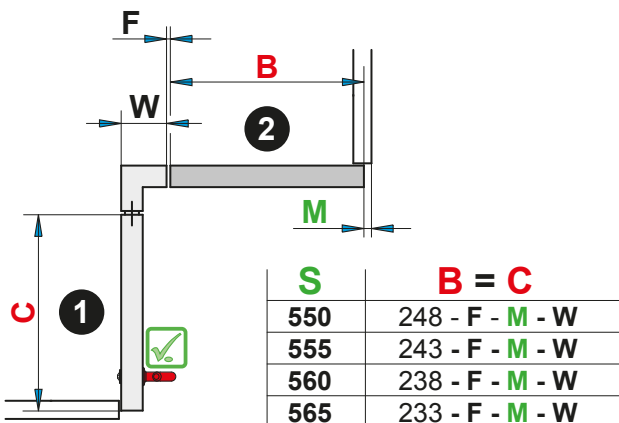 F
B
W
2
M
C
1
S B = C
550 248 - F - M - W
555 243 - F - M - W
560 238 - F - M - W
565 233 - F - M - W